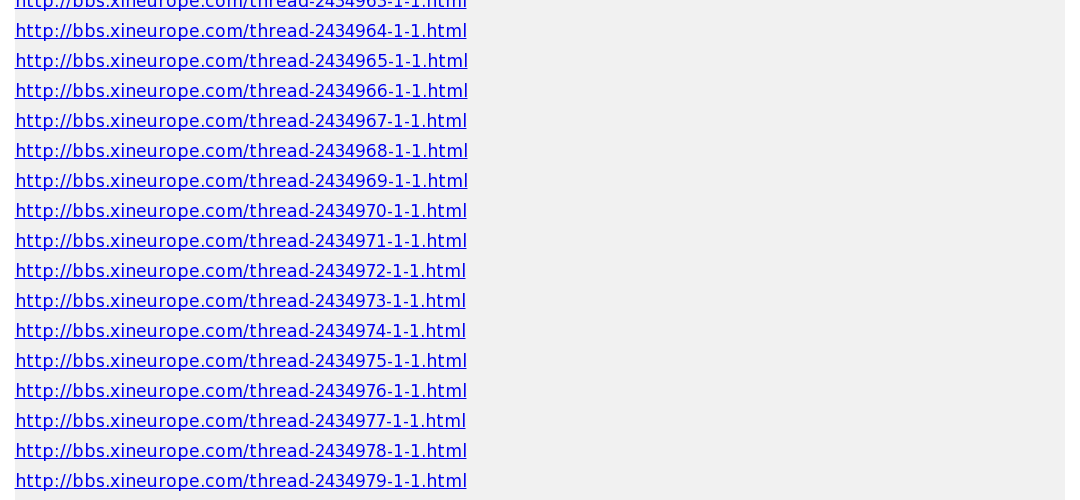 http://bbs.xineurope.com/thread-2434963-1-1.html
http://bbs.xineurope.com/thread-2434964-1-1.html
http://bbs.xineurope.com/thread-2434965-1-1.html
http://bbs.xineurope.com/thread-2434966-1-1.html
http://bbs.xineurope.com/thread-2434967-1-1.html
http://bbs.xineurope.com/thread-2434968-1-1.html
http://bbs.xineurope.com/thread-2434969-1-1.html
http://bbs.xineurope.com/thread-2434970-1-1.html
http://bbs.xineurope.com/thread-2434971-1-1.html
http://bbs.xineurope.com/thread-2434972-1-1.html
http://bbs.xineurope.com/thread-2434973-1-1.html
http://bbs.xineurope.com/thread-2434974-1-1.html
http://bbs.xineurope.com/thread-2434975-1-1.html
http://bbs.xineurope.com/thread-2434976-1-1.html
http://bbs.xineurope.com/thread-2434977-1-1.html
http://bbs.xineurope.com/thread-2434978-1-1.html
http://bbs.xineurope.com/thread-2434979-1-1.html